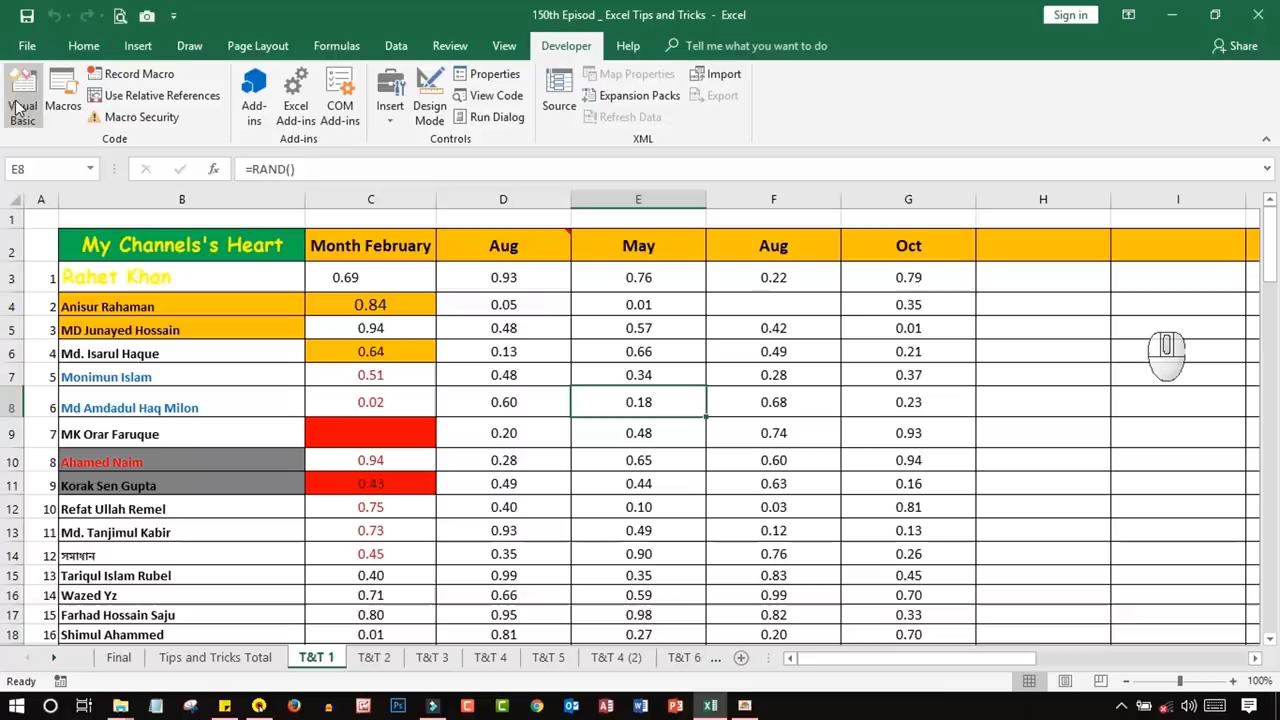 150th Episod _ Excel Tips and Tricks - Excel
Sign in
File Home Insert Draw Page Layout Formulas Data Review View Developer Help Tell me what you want to do Share
Visual Basic
Macros
Record Macro
Use Relative References
Macro Security
Code
Add-ins
Excel Add-ins
COM Add-ins
Add-ins
Insert
Design Mode
Properties
View Code
Run Dialog
Controls
Source
Map Properties
Expansion Packs
Refresh Data
Import
Export
XML
E8 fx =RAND()
A B C D E F G H I
1
2 My Channels's Heart Month February Aug May Aug Oct
3 1 Rahet Khan 0.69 0.93 0.76 0.22 0.79
4 2 Anisur Rahaman 0.84 0.05 0.01 0.35
5 3 MD Junayed Hossain 0.94 0.48 0.57 0.42 0.01
6 4 Md. Isarul Haque 0.64 0.13 0.66 0.49 0.21
7 5 Monimun Islam 0.51 0.48 0.34 0.28 0.37
8 6 Md Amdadul Haq Milon 0.02 0.60 0.18 0.68 0.23
9 7 MK Orar Faruque 0.20 0.48 0.74 0.93
10 8 Ahamed Naim 0.94 0.28 0.65 0.60 0.94
11 9 Korak Sen Gupta 0.43 0.49 0.44 0.63 0.16
12 10 Refat Ullah Remel 0.75 0.40 0.10 0.03 0.81
13 11 Md. Tanjimul Kabir 0.73 0.93 0.49 0.12 0.13
14 12 সমাধান 0.45 0.35 0.90 0.76 0.26
15 13 Tariqul Islam Rubel 0.40 0.99 0.35 0.83 0.45
16 14 Wazed Yz 0.71 0.66 0.59 0.99 0.70
17 15 Farhad Hossain Saju 0.80 0.95 0.98 0.82 0.33
18 16 Shimul Ahammed 0.01 0.81 0.27 0.20 0.70
Final Tips and Tricks Total T&T 1 T&T 2 T&T 3 T&T 4 T&T 5 T&T 4 (2) T&T 6 ...
Ready 100%